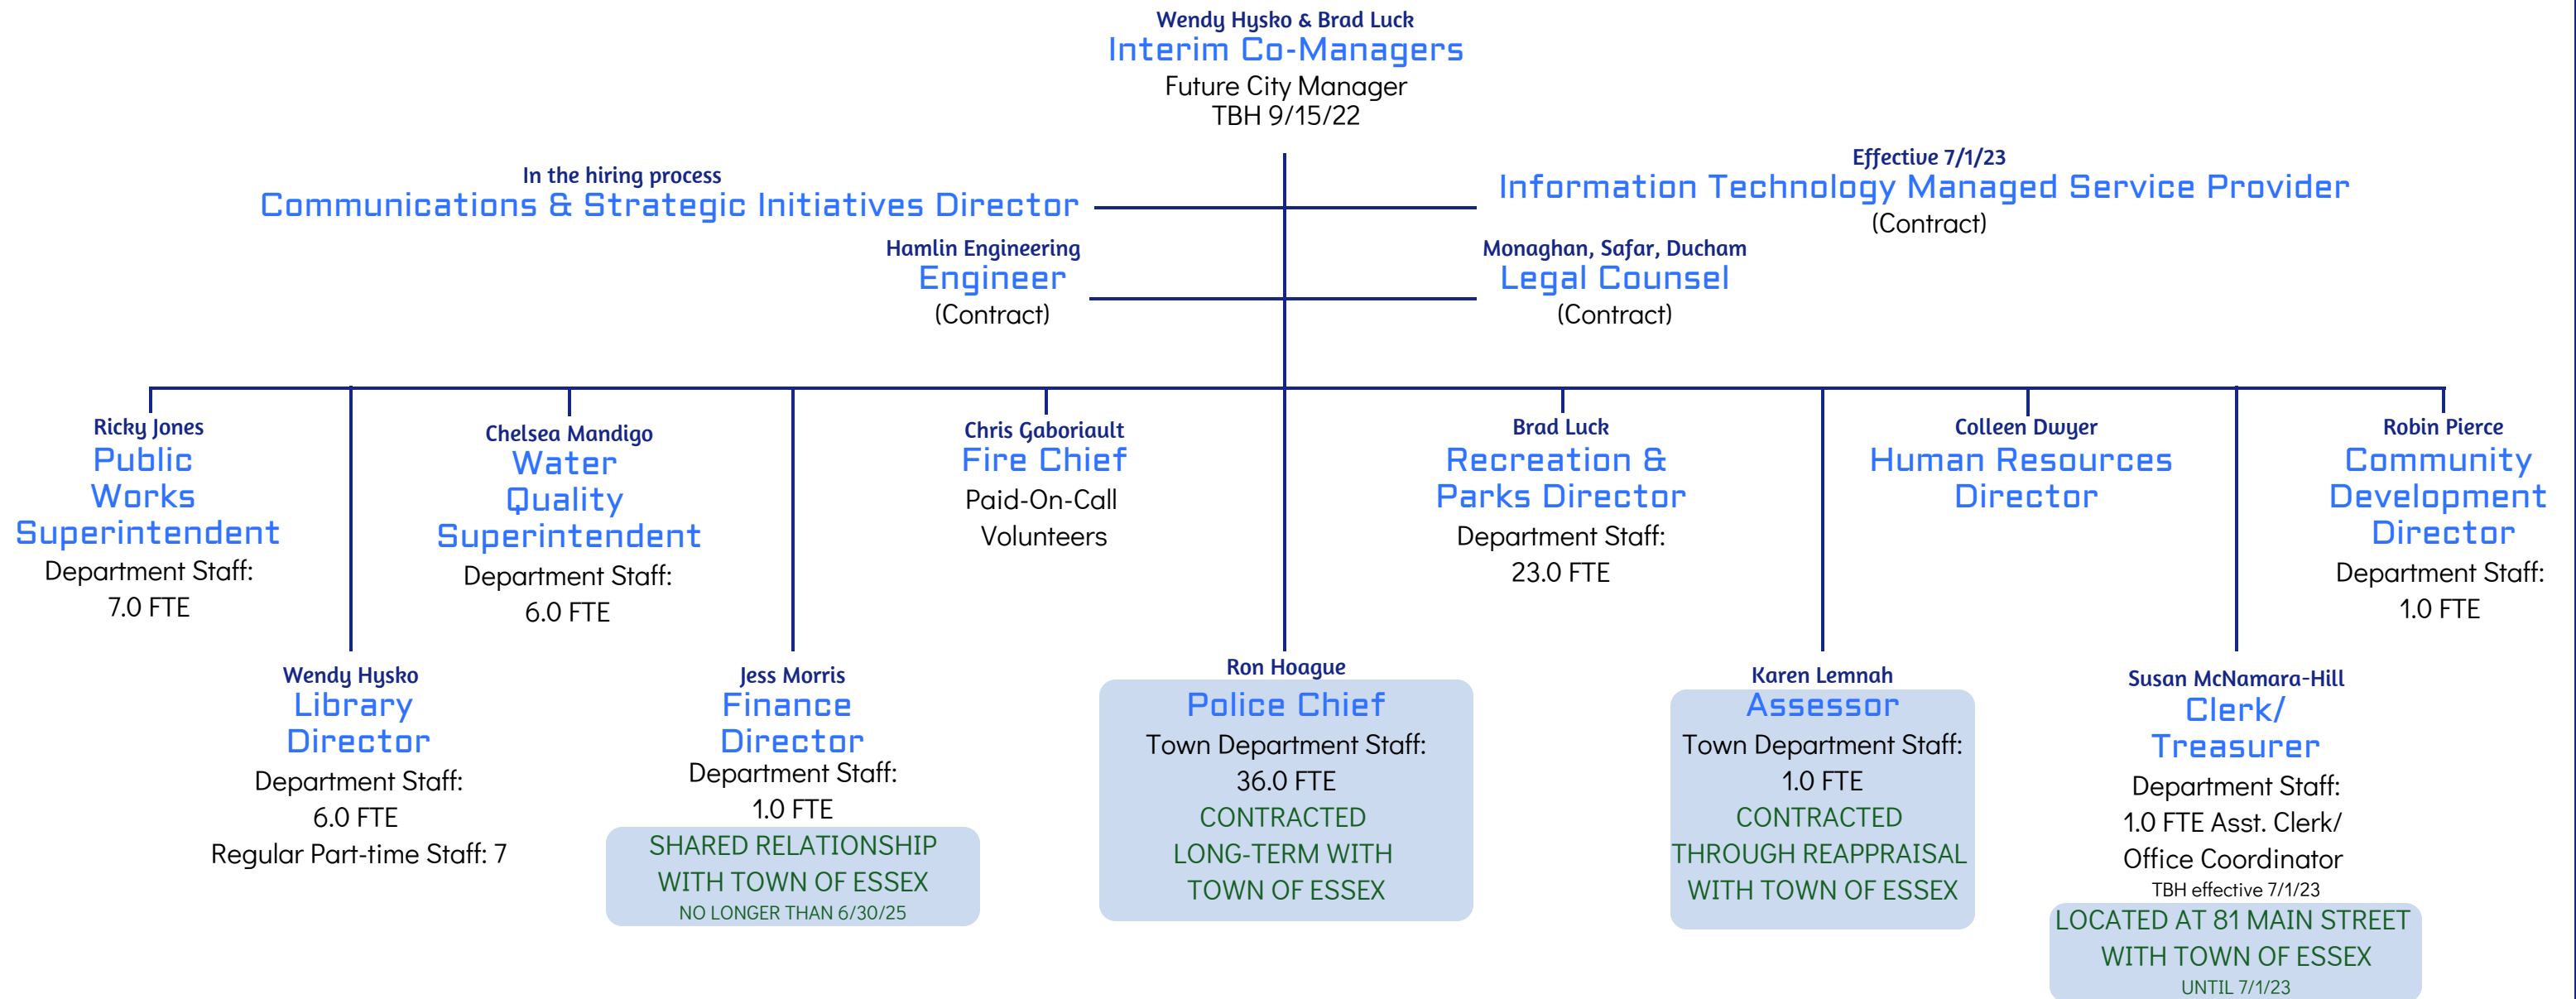 Wendy Hysko & Brad Luck
Interim Co-Managers
Future City Manager
TBH 9/15/22
In the hiring process
Communications & Strategic Initiatives Director
Effective 7/1/23
Information Technology Managed Service Provider
(Contract)
Hamlin Engineering
Engineer
(Contract)
Monaghan, Safar, Ducham
Legal Counsel
(Contract)
Ricky Jones
Public
Works
Superintendent
Department Staff:
7.0 FTE
Wendy Hysko
Library
Director
Department Staff:
6.0 FTE
Regular Part-time Staff: 7
Chelsea Mandigo
Water
Quality
Superintendent
Department Staff:
6.0 FTE
Jess Morris
Finance
Director
Department Staff:
1.0 FTE
SHARED RELATIONSHIP
WITH TOWN OF ESSEX
NO LONGER THAN 6/30/25
Chris Gaboriault
Fire Chief
Paid-On-Call
Volunteers
Ron Hoague
Police Chief
Town Department Staff:
36.0 FTE
CONTRACTED
LONG-TERM WITH
TOWN OF ESSEX
Brad Luck
Recreation &
Parks Director
Department Staff:
23.0 FTE
Karen Lemnah
Assessor
Town Department Staff:
1.0 FTE
CONTRACTED
THROUGH REAPPRAISAL
WITH TOWN OF ESSEX
Colleen Dwyer
Human Resources
Director
Susan McNamara-Hill
Clerk/
Treasurer
Department Staff:
1.0 FTE Asst. Clerk/
Office Coordinator
TBH effective 7/1/23
LOCATED AT 81 MAIN STREET
WITH TOWN OF ESSEX
UNTIL 7/1/23
Robin Pierce
Community
Development
Director
Department Staff:
1.0 FTE